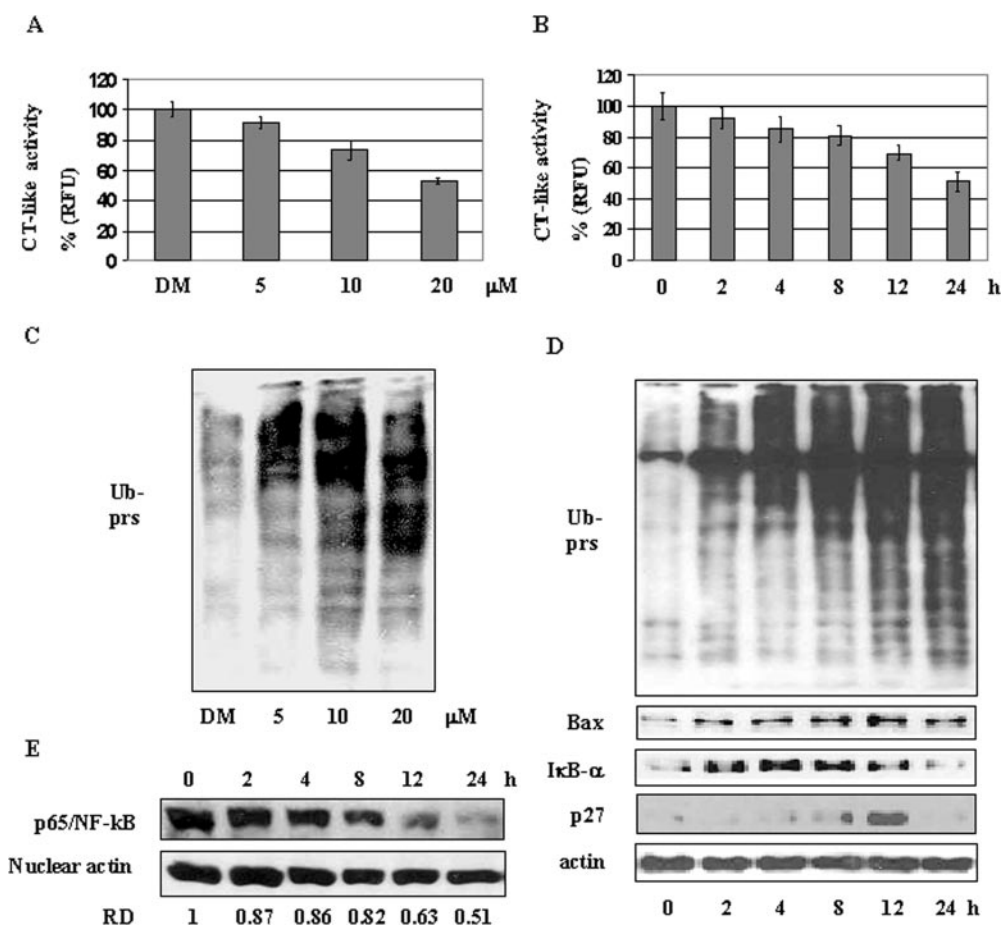 A
CT-like activity
% (RFU)
120
100
80
60
40
20
0
DM 5 10 20 μM
B
CT-like activity
% (RFU)
120
100
80
60
40
20
0
0 2 4 8 12 24 h
C
Ub-
prs
DM 5 10 20 μM
D
Ub-
prs
Bax
IκB-α
p27
actin
0 2 4 8 12 24 h
E
0 2 4 8 12 24 h
p65/NF-kB
Nuclear actin
RD 1 0.87 0.86 0.82 0.63 0.51